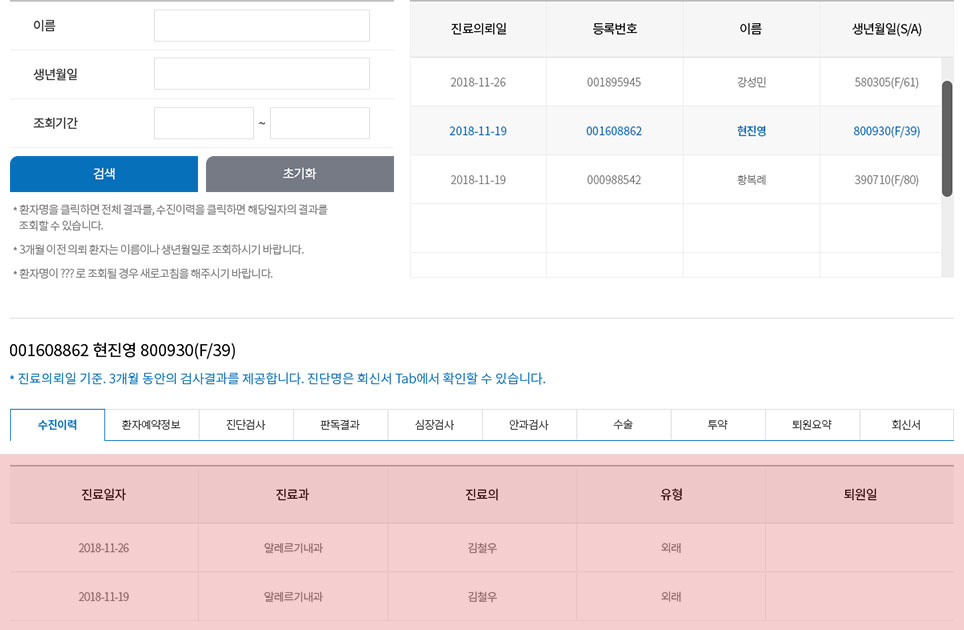 이름
생년월일
조회기간 ~
검색 초기화
* 환자명을 클릭하면 전체 결과를, 수진이력을 클릭하면 해당일자의 결과를
조회할 수 있습니다.
* 3개월 이전 의뢰 환자는 이름이나 생년월일로 조회하시기 바랍니다.
* 환자명이 ??? 로 조회될 경우 새로고침을 해주시기 바랍니다.
진료의뢰일 등록번호 이름 생년월일(S/A)
2018-11-26 001895945 강성민 580305(F/61)
2018-11-19 001608862 현진영 800930(F/39)
2018-11-19 000988542 황복례 390710(F/80)
001608862 현진영 800930(F/39)
* 진료의뢰일 기준. 3개월 동안의 검사결과를 제공합니다. 진단명은 회신서 Tab에서 확인할 수 있습니다.
수진이력 환자예약정보 진단검사 판독결과 심장검사 안과검사 수술 투약 퇴원요약 회신서
진료일자 진료과 진료의 유형 퇴원일
2018-11-26 알레르기내과 김철우 외래
2018-11-19 알레르기내과 김철우 외래